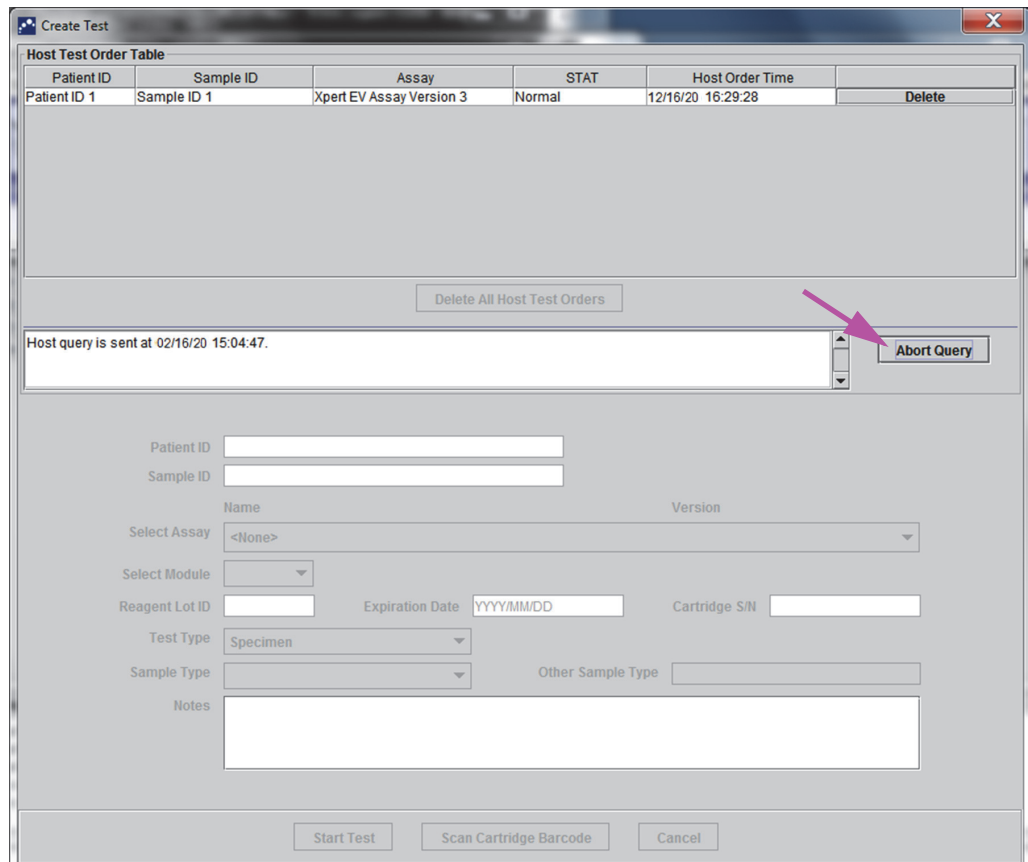 Create Test
Host Test Order Table
Patient ID Sample ID Assay STAT Host Order Time
Patient ID 1 Sample ID 1 Xpert EV Assay Version 3 Normal 12/16/20 16:29:28 Delete
Delete All Host Test Orders
Host query is sent at 02/16/20 15:04:47.
Abort Query
Patient ID
Sample ID
Name Version
Select Assay <None>
Select Module
Reagent Lot ID Expiration Date YYYY/MM/DD Cartridge S/N
Test Type Specimen
Sample Type Other Sample Type
Notes
Start Test Scan Cartridge Barcode Cancel